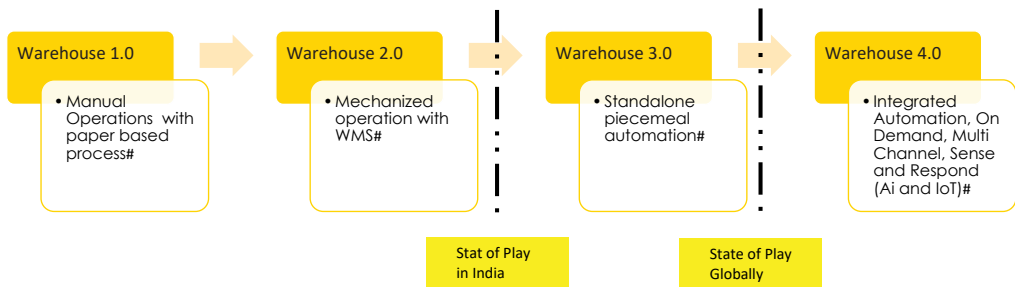 Warehouse 1.0
• Manual
Operations with
paper based
process#
Warehouse 2.0
• Mechanized
operation with
WMS#
Warehouse 3.0
• Standalone
piecemeal
automation#
Warehouse 4.0
• Integrated
Automation, On
Demand, Multi
Channel, Sense
and Respond
(Ai and IoT)#
Stat of Play
in India
State of Play
Globally